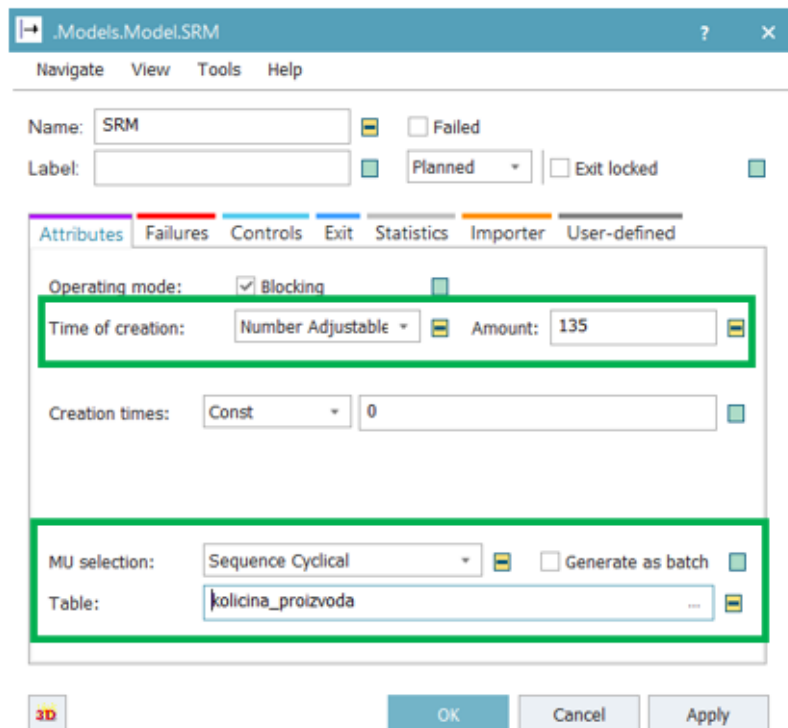 .Models.Model.SRM ? ×
Navigate View Tools Help
Name: SRM Failed
Label: Planned Exit locked
Attributes Failures Controls Exit Statistics Importer User-defined
Operating mode: Blocking
Time of creation: Number Adjustable Amount: 135
Creation times: Const 0
MU selection: Sequence Cyclical Generate as batch
Table: kolicina_proizvoda ...
3D OK Cancel Apply